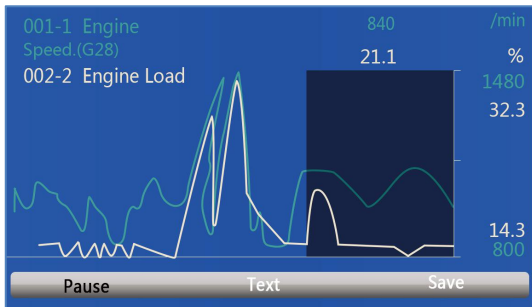 001-1 Engine 840 /min
Speed.(G28)
21.1 %
002-2 Engine Load
1480
32.3
14.3
800
Pause Text Save